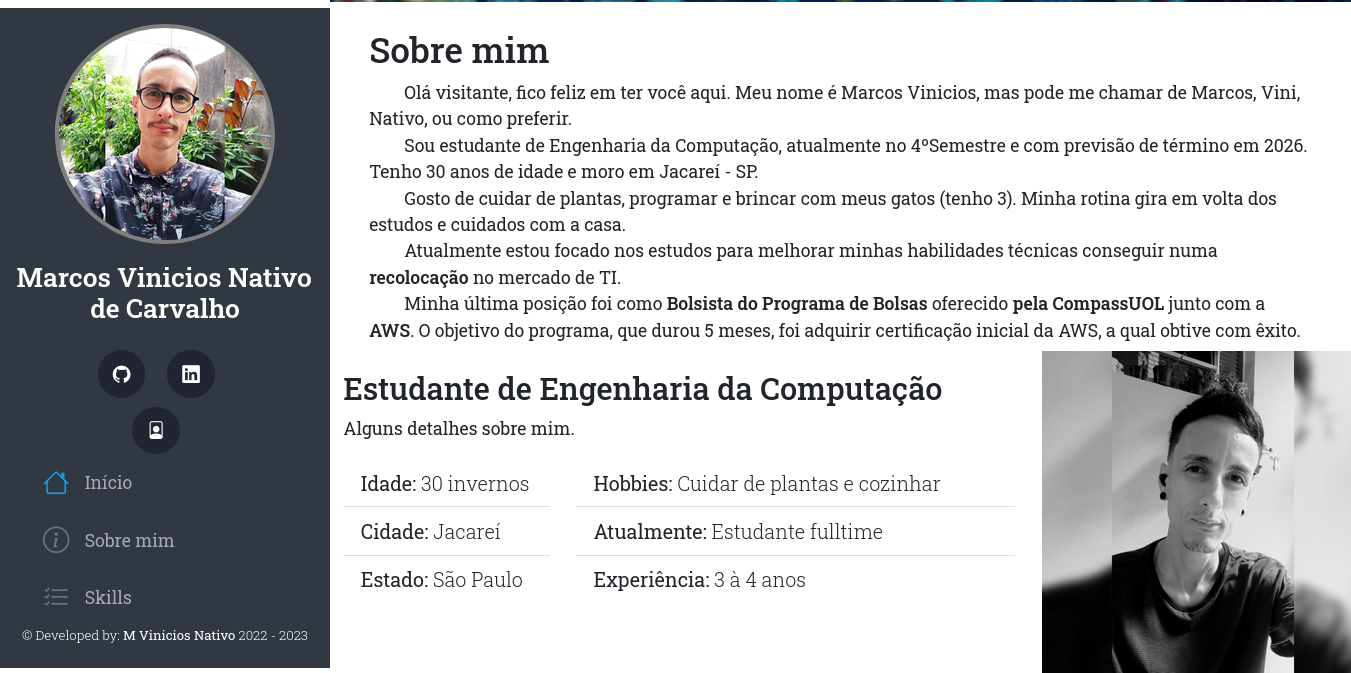 Marcos Vinicios Nativo
de Carvalho
Início
Sobre mim
Skills
© Developed by: M Vinicios Nativo 2022 - 2023
Sobre mim
Olá visitante, fico feliz em ter você aqui. Meu nome é Marcos Vinicios, mas pode me chamar de Marcos, Vini,
Nativo, ou como preferir.
Sou estudante de Engenharia da Computação, atualmente no 4ºSemestre e com previsão de término em 2026.
Tenho 30 anos de idade e moro em Jacareí - SP.
Gosto de cuidar de plantas, programar e brincar com meus gatos (tenho 3). Minha rotina gira em volta dos
estudos e cuidados com a casa.
Atualmente estou focado nos estudos para melhorar minhas habilidades técnicas conseguir numa
recolocação no mercado de TI.
Minha última posição foi como Bolsista do Programa de Bolsas oferecido pela CompassUOL junto com a
AWS. O objetivo do programa, que durou 5 meses, foi adquirir certificação inicial da AWS, a qual obtive com êxito.
Estudante de Engenharia da Computação
Alguns detalhes sobre mim.
Idade: 30 invernos
Cidade: Jacareí
Estado: São Paulo
Hobbies: Cuidar de plantas e cozinhar
Atualmente: Estudante fulltime
Experiência: 3 à 4 anos